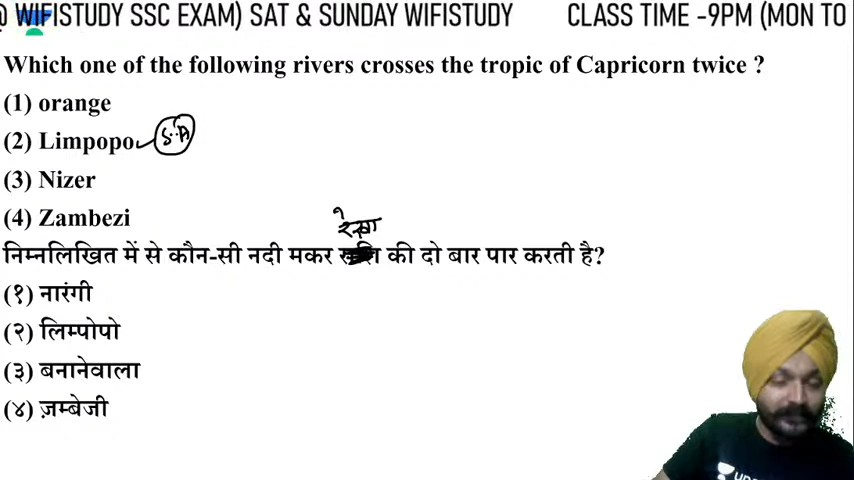 WIFISTUDY SSC EXAM) SAT & SUNDAY WIFISTUDY CLASS TIME -9PM (MON TO
Which one of the following rivers crosses the tropic of Capricorn twice ?
(1) orange
(2) Limpopo S.A
(3) Nizer
(4) Zambezi
रेखा
निम्नलिखित में से कौन-सी नदी मकर की दो बार पार करती है?
(१) नारंगी
(२) लिम्पोपो
(३) बनानेवाला
(४) ज़म्बेजी